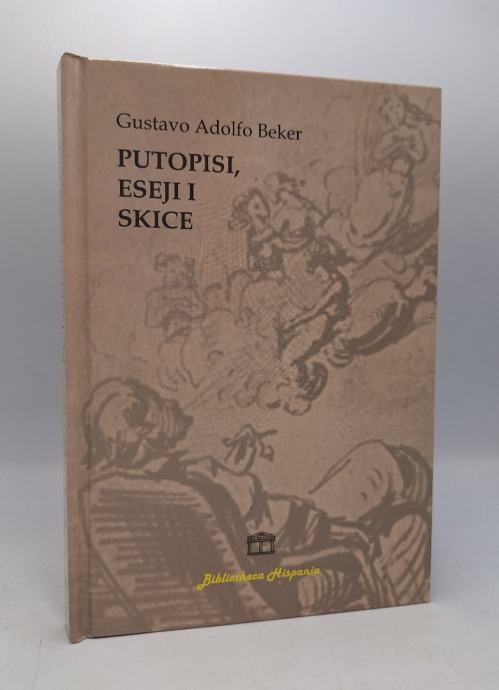 Gustavo Adolfo Beker
PUTOPISI,
ESEJI I
SKICE
Bibliotheca Hispania